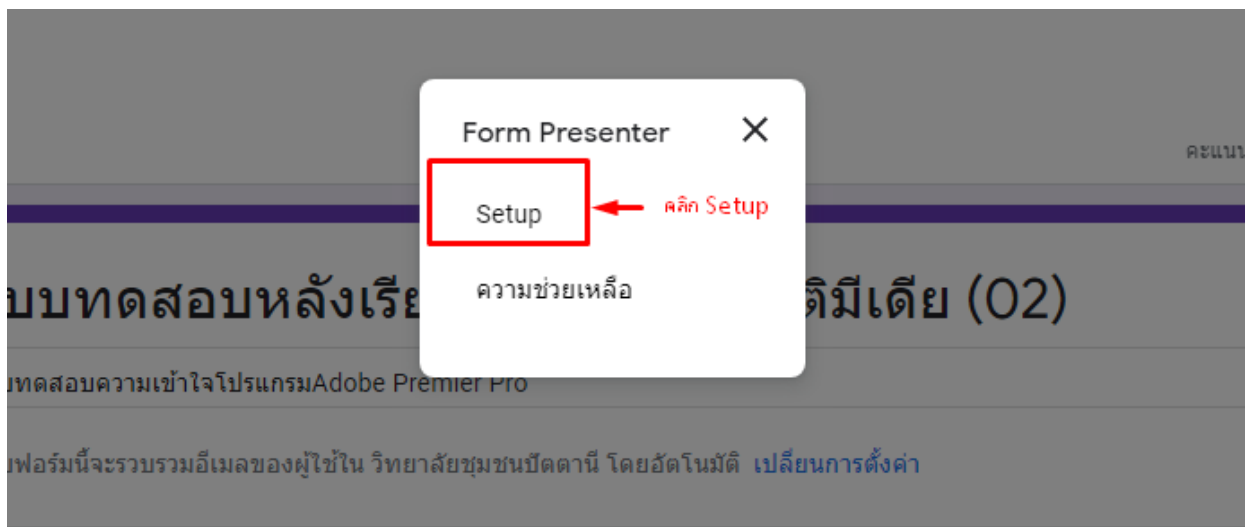 Form Presenter
คะแนน
Setup
คลิก Setup
ความช่วยเหลือ
บบทดสอบหลังเรีย
ติมีเดีย (02)
บทดสอบความเข้าใจโปรแกรมAdobe Premier Pro
บฟอร์มนี้จะรวบรวมอีเมลของผู้ใช้ใน วิทยาลัยชุมชนปัตตานี โดยอัตโนมัติ เปลี่ยนการตั้งค่า